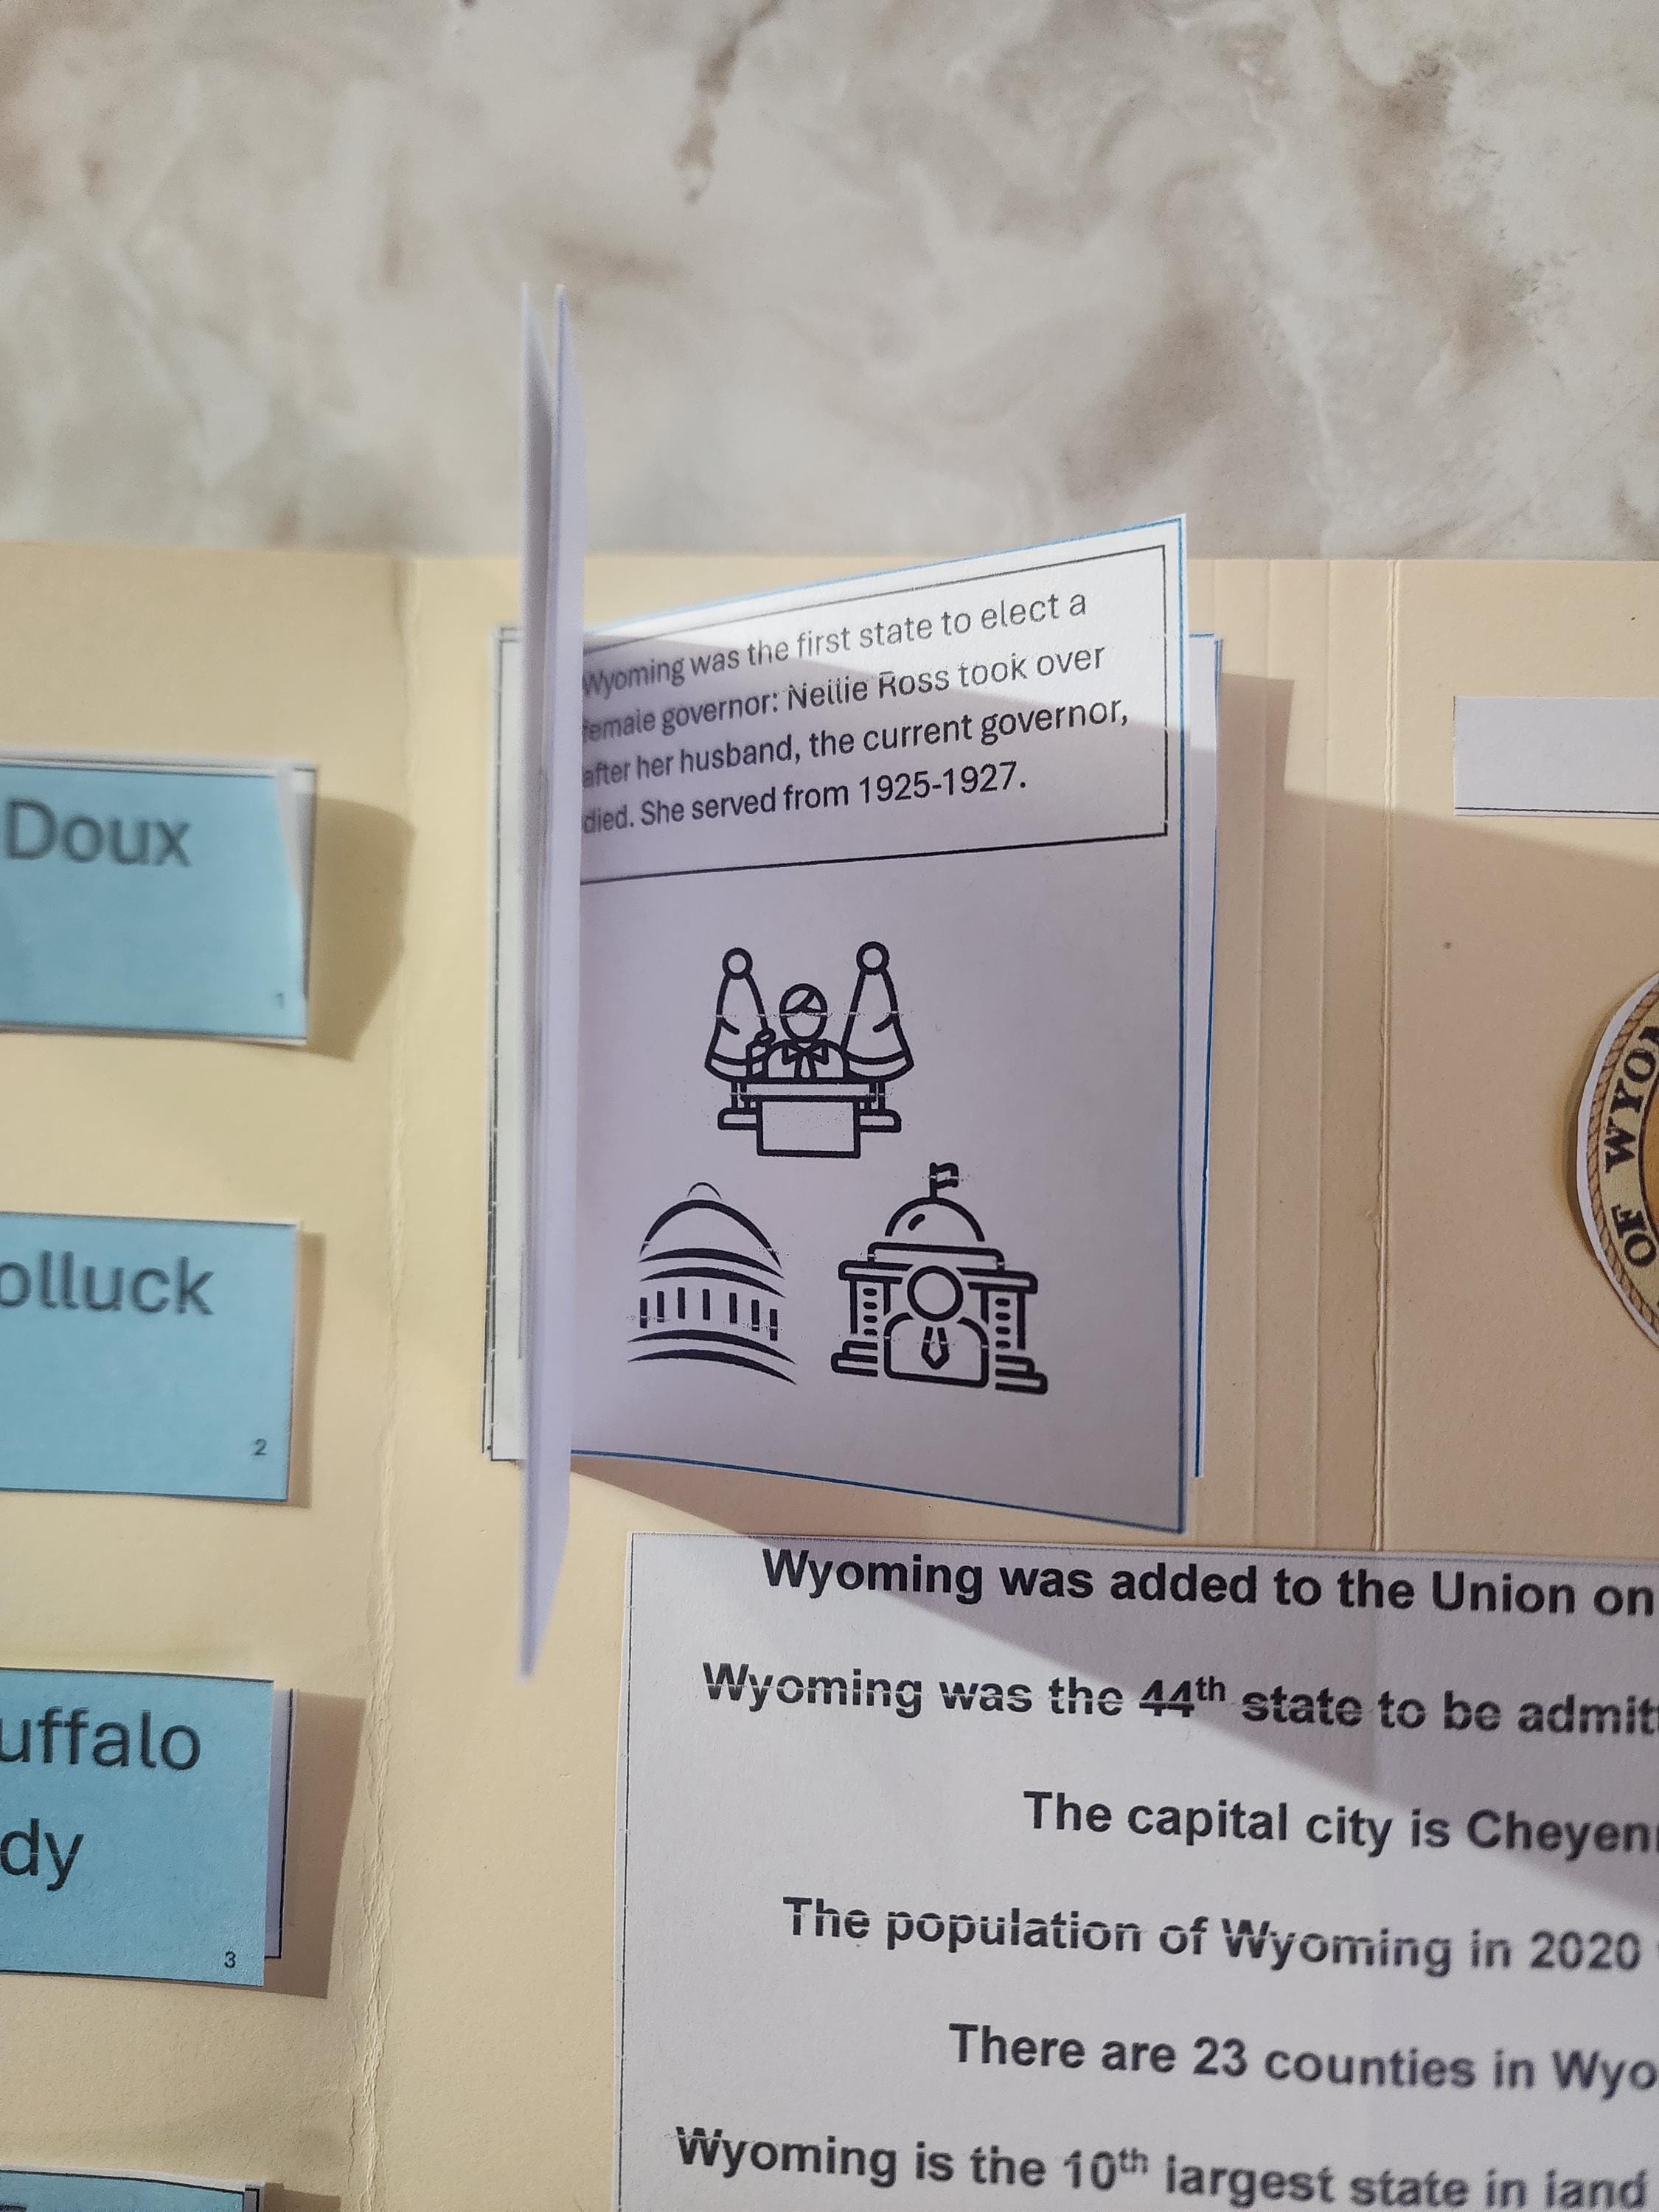 Doux
1
olluck
2
uffalo
dy
3
Wyoming was the first state to elect a
female governor: Nellie Ross took over
after her husband, the current governor,
died. She served from 1925-1927.
OF WYOM
Wyoming was added to the Union on
Wyoming was the 44th state to be admit
The capital city is Cheyenn
The population of Wyoming in 2020
There are 23 counties in Wyo
Wyoming is the 10th largest state in land